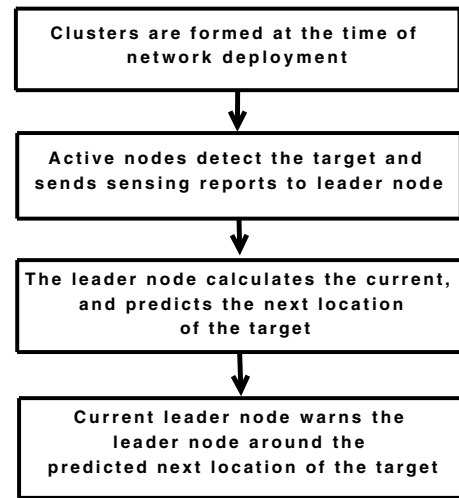 Clusters are formed at the time of
network deployment
Active nodes detect the target and
sends sensing reports to leader node
The leader node calculates the current,
and predicts the next location
of the target
Current leader node warns the
leader node around the
predicted next location of the target